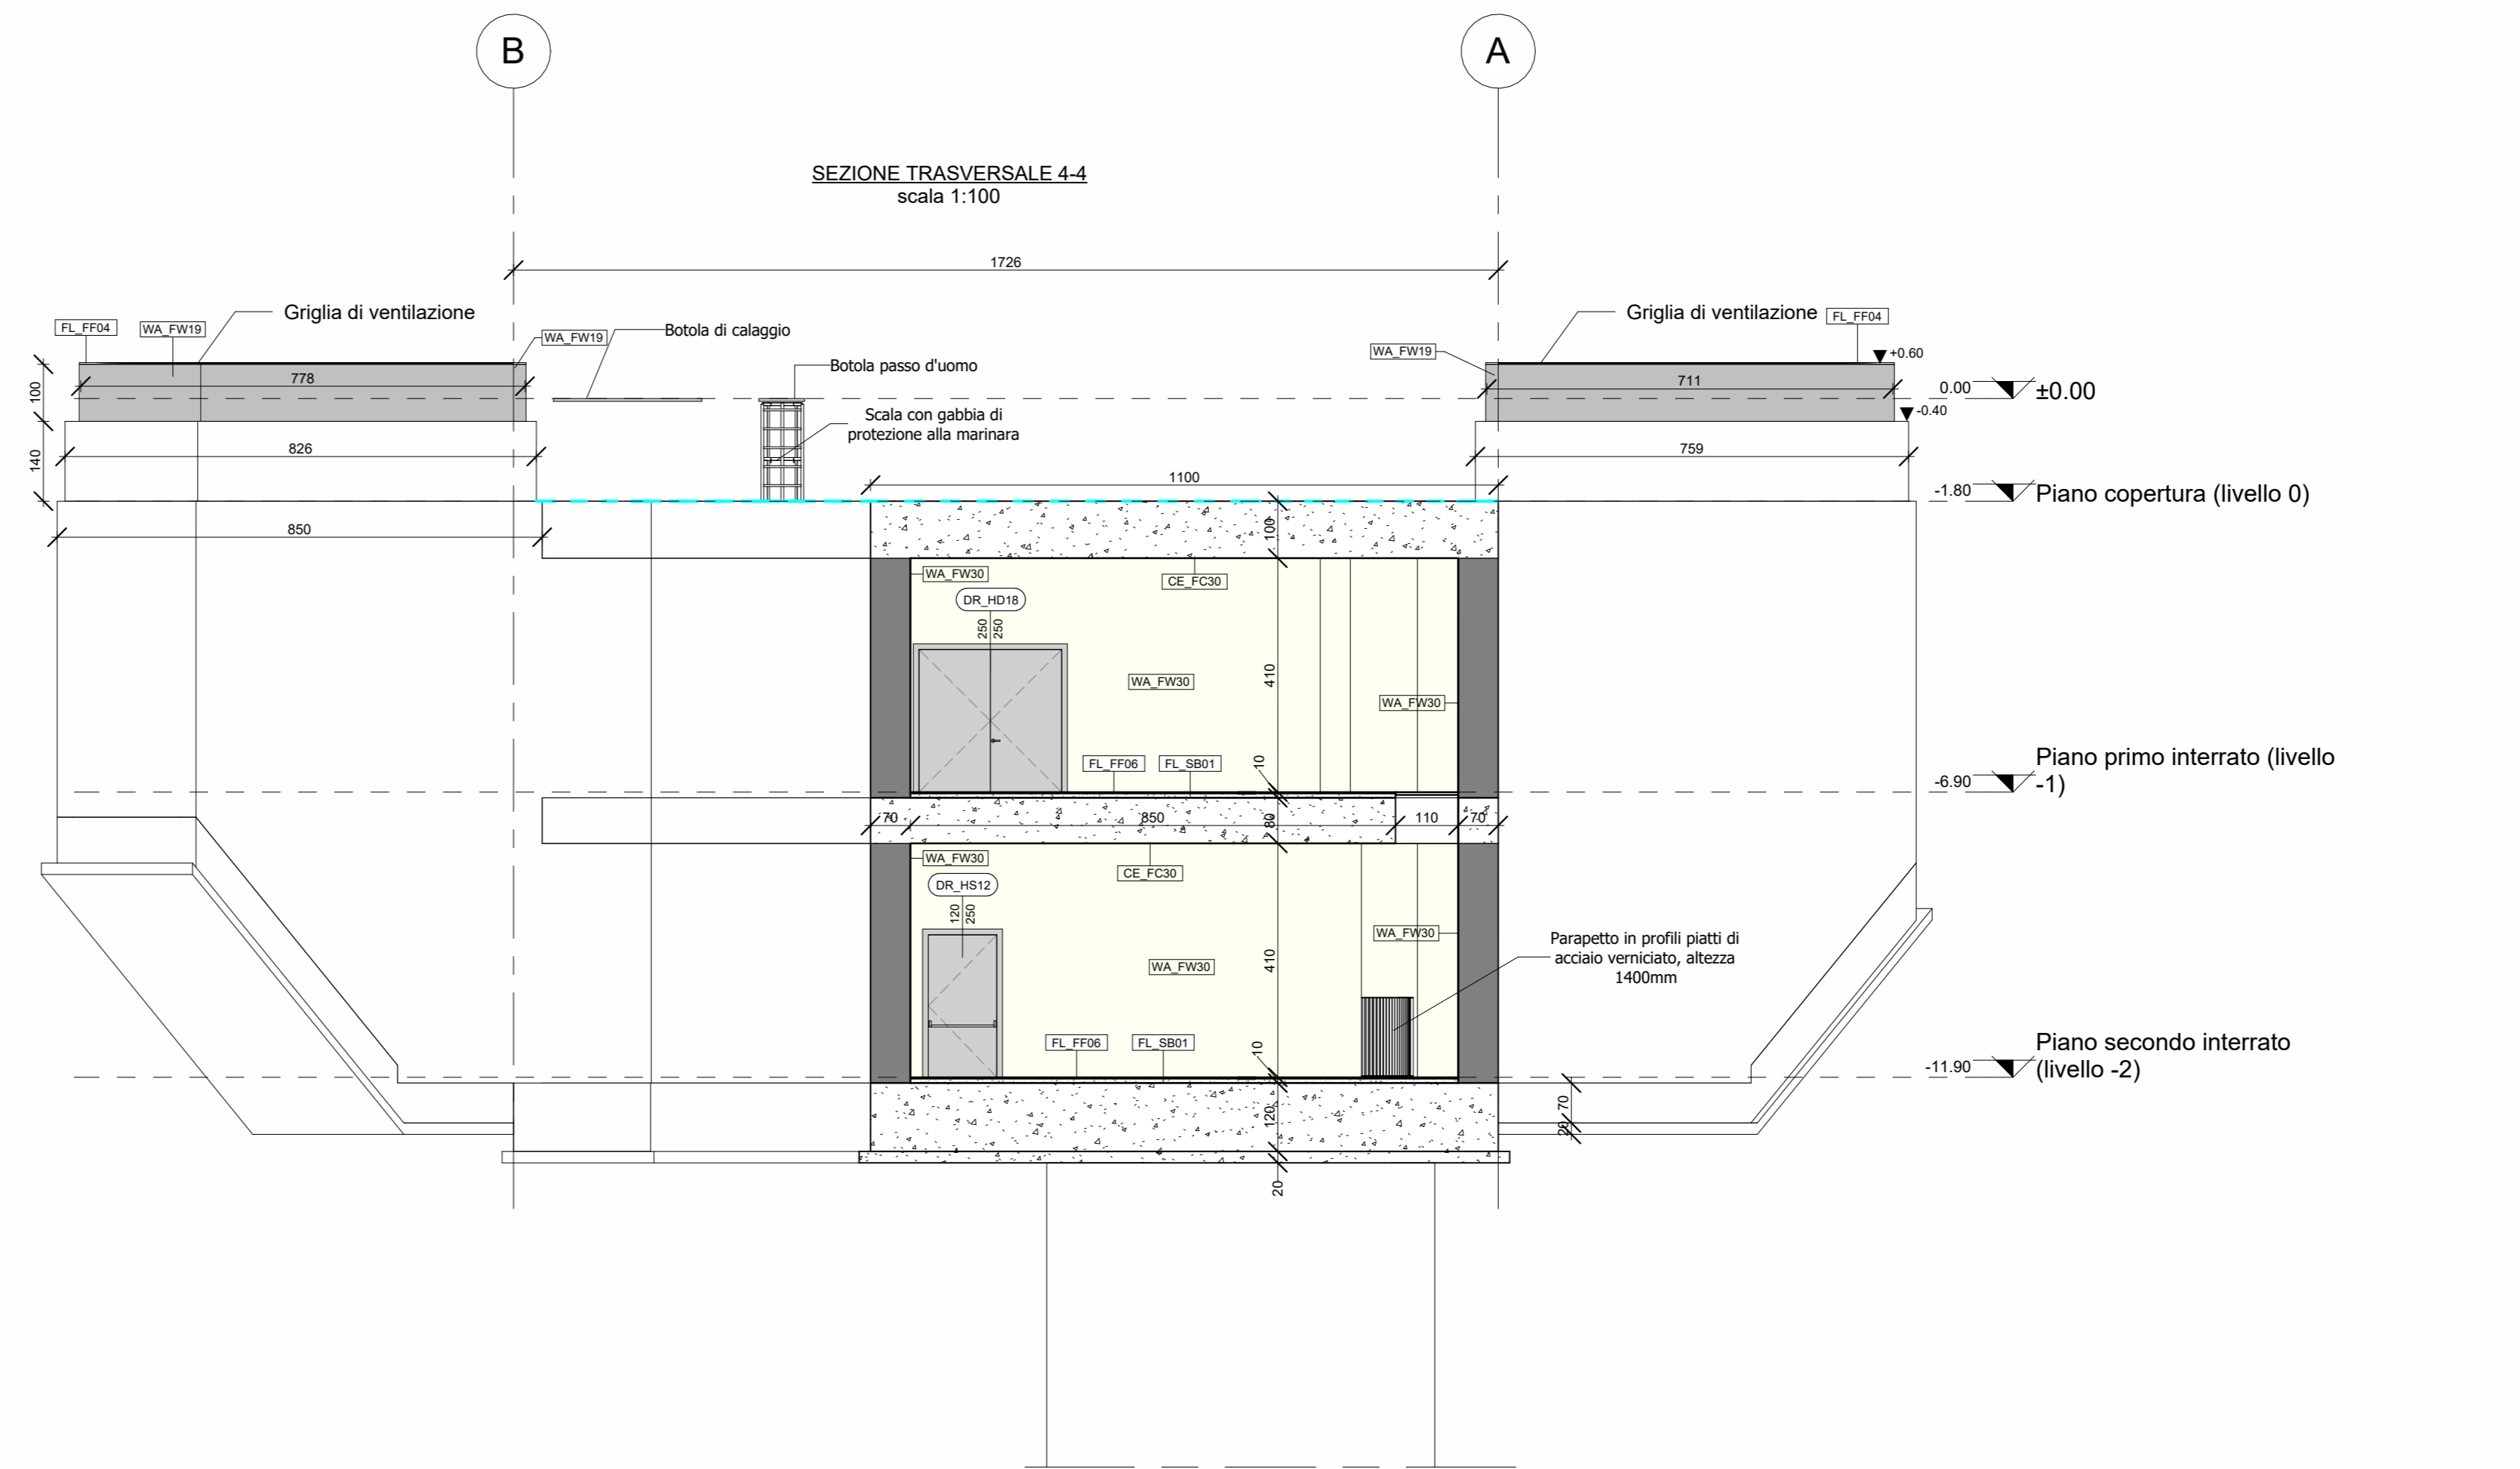 B
A
SEZIONE TRASVERSALE 4-4
scala 1:100
1726
Griglia di ventilazione
Griglia di ventilazione
FL_FF04
WA_FW19
WA_FW19
Botola di calaggio
FL_FF04
WA_FW19
+0.60
Botola passo d'uomo
778
711
100
0.00
±0.00
-0.40
Scala con gabbia di
protezione alla marinara
826
759
140
1100
-1.80
Piano copertura (livello 0)
850
100
WA_FW30
CE_FC30
DR_HD18
250
250
410
WA_FW30
WA_FW30
FL_FF06
FL_SB01
10
Piano primo interrato (livello
-1)
-6.90
70
850
80
110
70
WA_FW30
CE_FC30
DR_HS12
120
250
WA_FW30
410
WA_FW30
Parapetto in profili piatti di
acciaio verniciato, altezza
1400mm
FL_FF06
FL_SB01
10
Piano secondo interrato
(livello -2)
-11.90
120
70
20
20